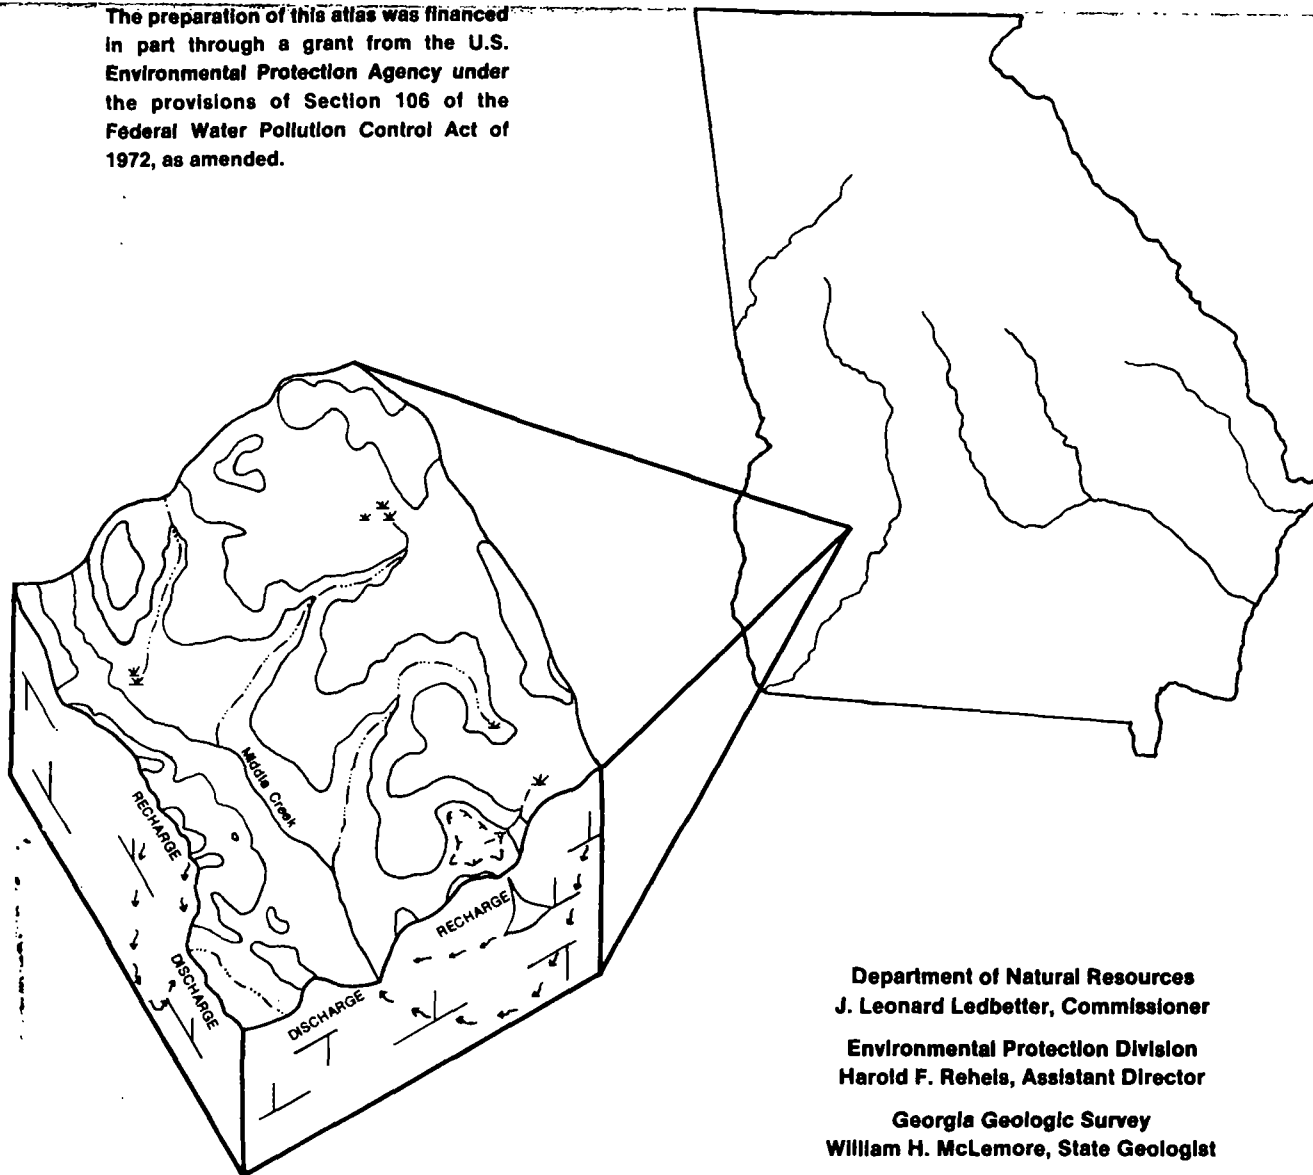 The preparation of this atlas was financed
in part through a grant from the U.S.
Environmental Protection Agency under
the provisions of Section 106 of the
Federal Water Pollution Control Act of
1972, as amended.
Middle Creek
RECHARGE
DISCHARGE
RECHARGE
DISCHARGE
Department of Natural Resources
J. Leonard Ledbetter, Commissioner
Environmental Protection Division
Harold F. Reheis, Assistant Director
Georgia Geologic Survey
William H. McLemore, State Geologist